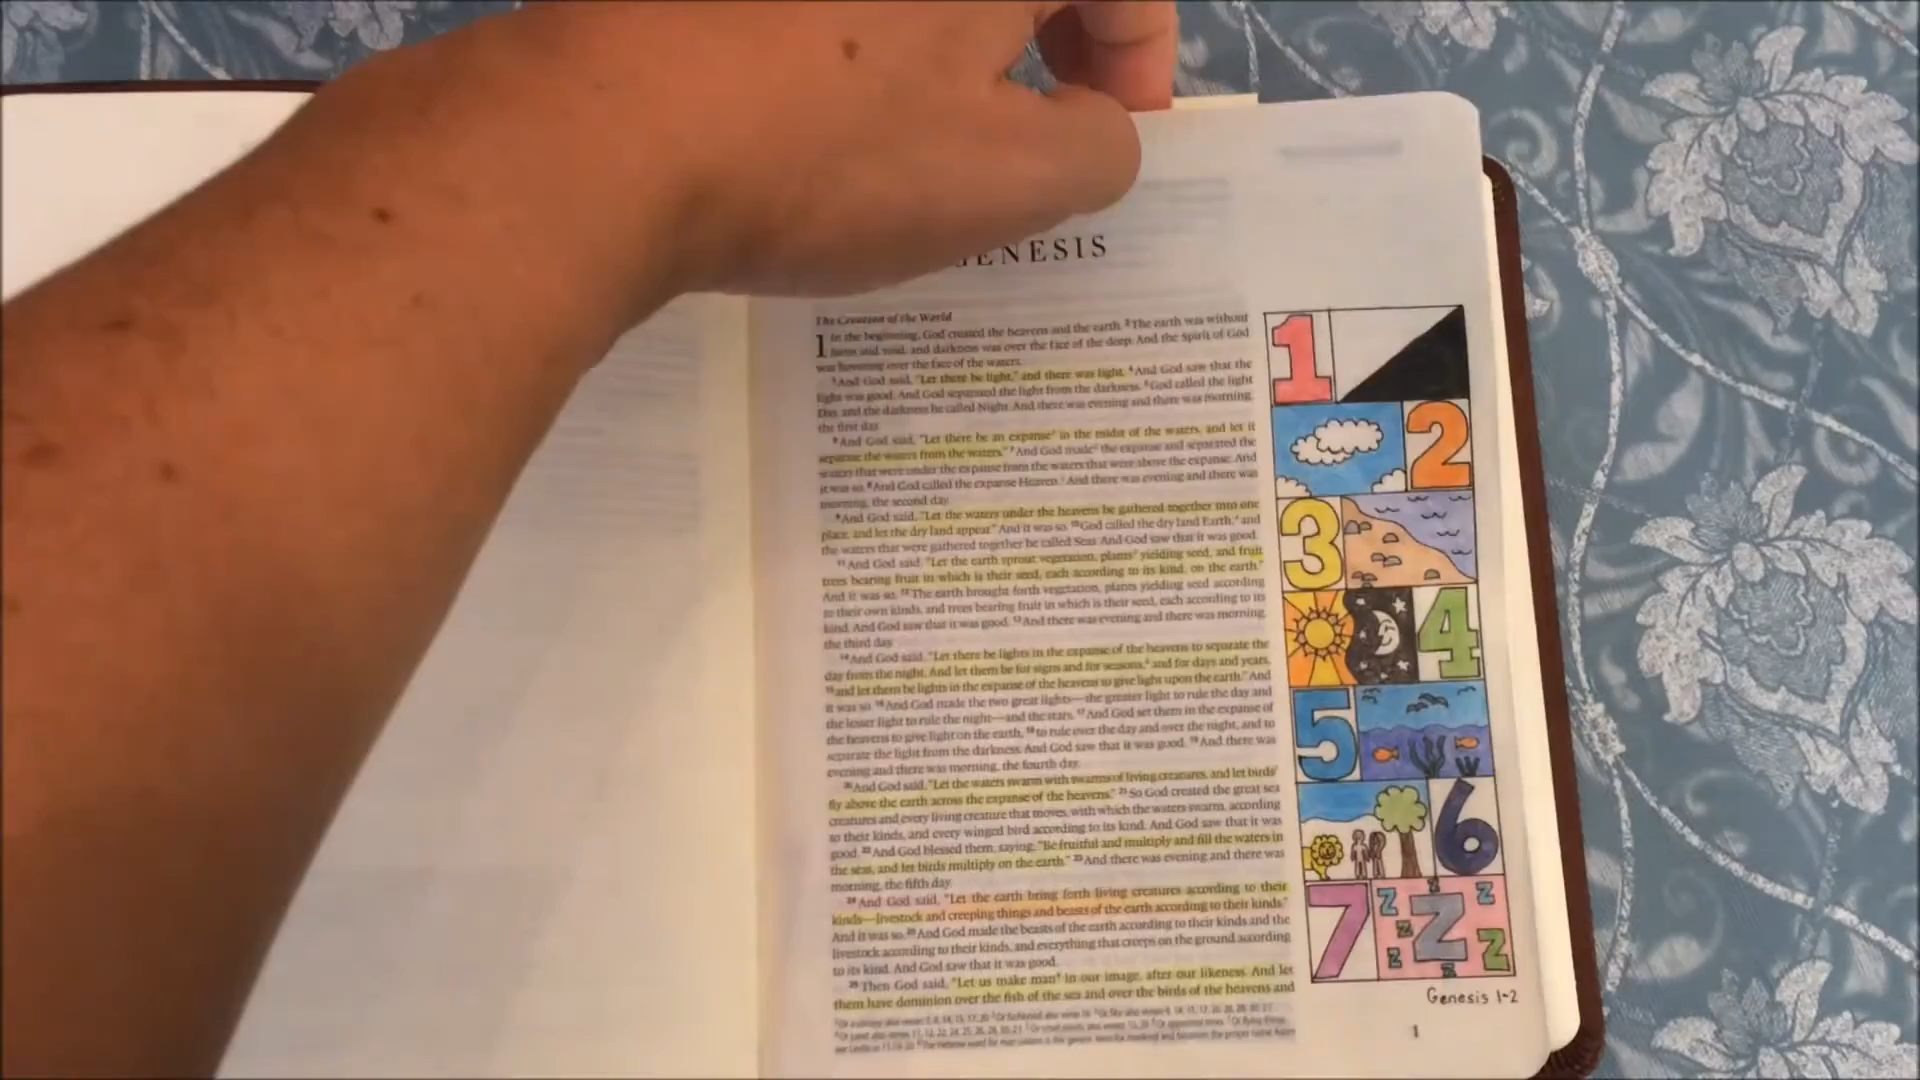 GENESIS
The Creation of the World
1 In the beginning, God created the heavens and the earth. 2 The earth was without
form and void, and darkness was over the face of the deep. And the Spirit of God
was hovering over the face of the waters.
3 And God said, "Let there be light," and there was light. 4 And God saw that the
light was good. And God separated the light from the darkness. 5 God called the light
Day, and the darkness he called Night. And there was evening and there was morning,
the first day.
6 And God said, "Let there be an expanse in the midst of the waters, and let it
separate the waters from the waters." 7 And God made the expanse and separated the
waters that were under the expanse from the waters that were above the expanse. And
it was so. 8 And God called the expanse Heaven. And there was evening and there was
morning, the second day.
9 And God said, "Let the waters under the heavens be gathered together into one
place, and let the dry land appear." And it was so. 10 God called the dry land Earth, and
the waters that were gathered together he called Seas. And God saw that it was good.
11 And God said, "Let the earth sprout vegetation, plants yielding seed, and fruit
trees bearing fruit in which is their seed, each according to its kind, on the earth."
And it was so. 12 The earth brought forth vegetation, plants yielding seed according
to their own kinds, and trees bearing fruit in which is their seed, each according to its
kind. And God saw that it was good. 13 And there was evening and there was morning,
the third day.
14 And God said, "Let there be lights in the expanse of the heavens to separate the
day from the night. And let them be for signs and for seasons, and for days and years,
15 and let them be lights in the expanse of the heavens to give light upon the earth." And
it was so. 16 And God made the two great lights—the greater light to rule the day and
the lesser light to rule the night—and the stars. 17 And God set them in the expanse of
the heavens to give light on the earth, 18 to rule over the day and over the night, and to
separate the light from the darkness. And God saw that it was good. 19 And there was
evening and there was morning, the fourth day.
20 And God said, "Let the waters swarm with swarms of living creatures, and let birds
fly above the earth across the expanse of the heavens." 21 So God created the great sea
creatures and every living creature that moves, with which the waters swarm, according
to their kinds, and every winged bird according to its kind. And God saw that it was
good. 22 And God blessed them, saying, "Be fruitful and multiply and fill the waters in
the seas, and let birds multiply on the earth." 23 And there was evening and there was
morning, the fifth day.
24 And God said, "Let the earth bring forth living creatures according to their
kinds—livestock and creeping things and beasts of the earth according to their kinds."
And it was so. 25 And God made the beasts of the earth according to their kinds and the
livestock according to their kinds, and everything that creeps on the ground according
to its kind. And God saw that it was good.
26 Then God said, "Let us make man in our image, after our likeness. And let
them have dominion over the fish of the sea and over the birds of the heavens and
1
2
3
4
5
6
7
Z Z Z
Z Z
Z Z Z
Genesis 1-2
1